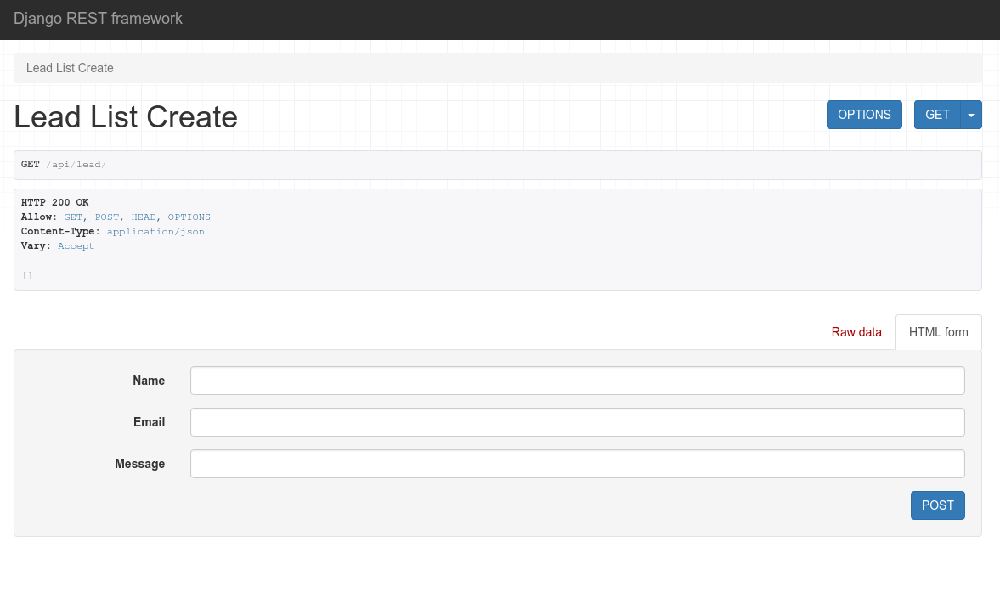 Django REST framework
Lead List Create
Lead List Create
OPTIONS
GET
GET /api/lead/
HTTP 200 OK
Allow: GET, POST, HEAD, OPTIONS
Content-Type: application/json
Vary: Accept
[]
Raw data
HTML form
Name
Email
Message
POST